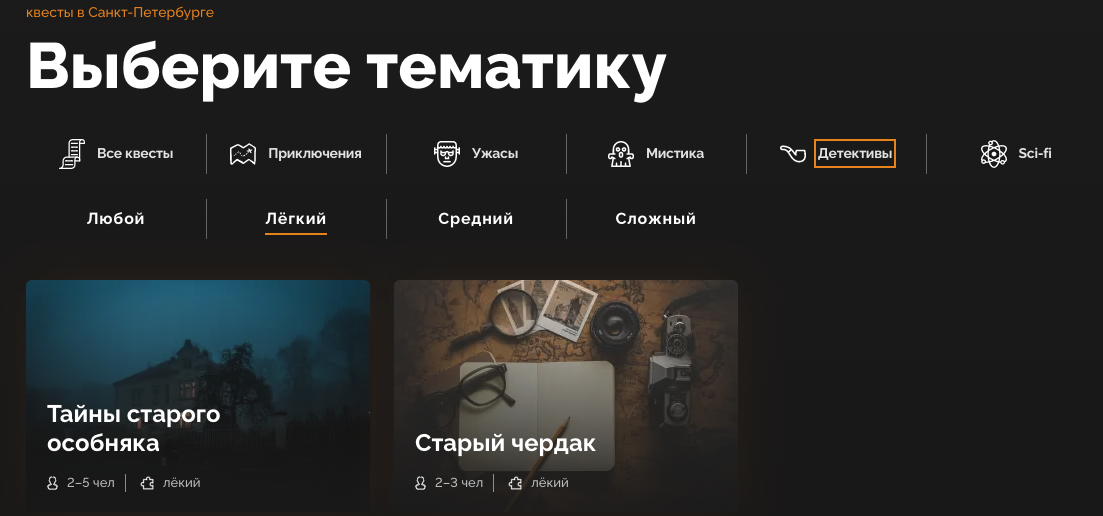 квесты в Санкт-Петербурге
Выберите тематику
Все квесты Приключения Ужасы Мистика Детективы Sci-fi
Любой Лёгкий Средний Сложный
Тайны старого
особняка
2–5 чел лёкий
Старый чердак
2–3 чел лёкий